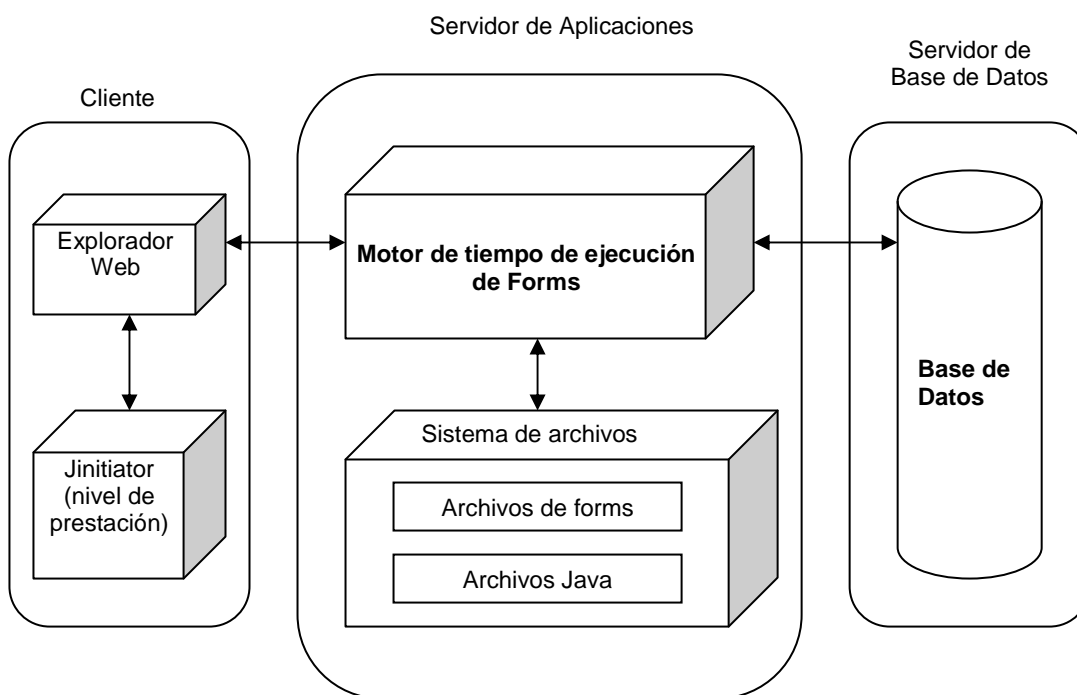 Servidor de Aplicaciones
Servidor de
Base de Datos
Cliente
Explorador
Web
Motor de tiempo de ejecución
de Forms
Base de
Datos
Jinitiator
(nivel de
prestación)
Sistema de archivos
Archivos de forms
Archivos Java